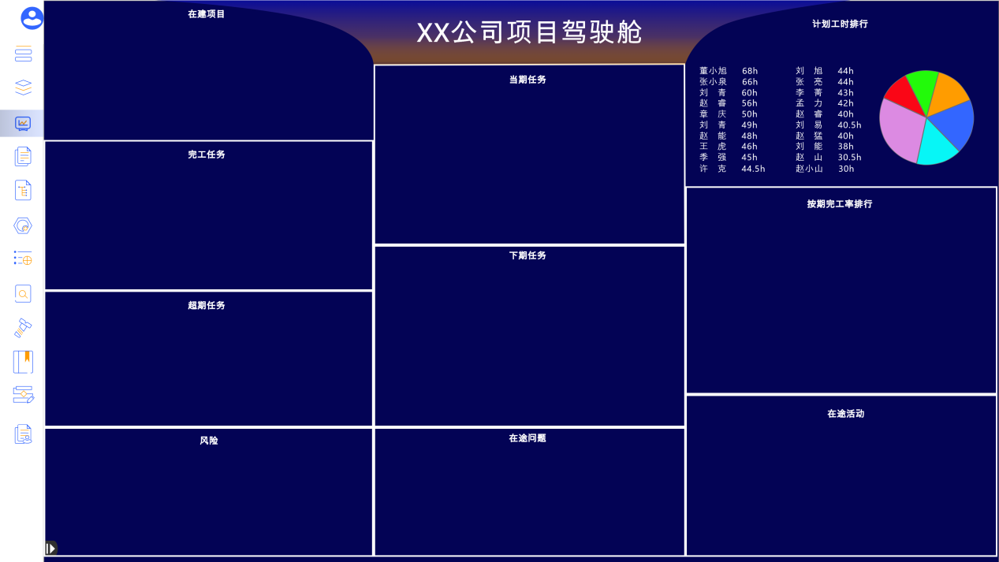 在建项目
XX公司项目驾驶舱
计划工时排行
董小旭 68h 刘 旭 44h
张小泉 66h 张 亮 44h
刘 青 60h 李 菁 43h
赵 睿 56h 孟 力 42h
章 庆 50h 赵 睿 40h
刘 青 49h 刘 易 40.5h
赵 能 48h 赵 猛 40h
王 虎 46h 刘 能 38h
季 强 45h 赵 山 30.5h
许 克 44.5h 赵小山 30h
当期任务
完工任务
按期完工率排行
下期任务
超期任务
在途活动
在途问题
风险